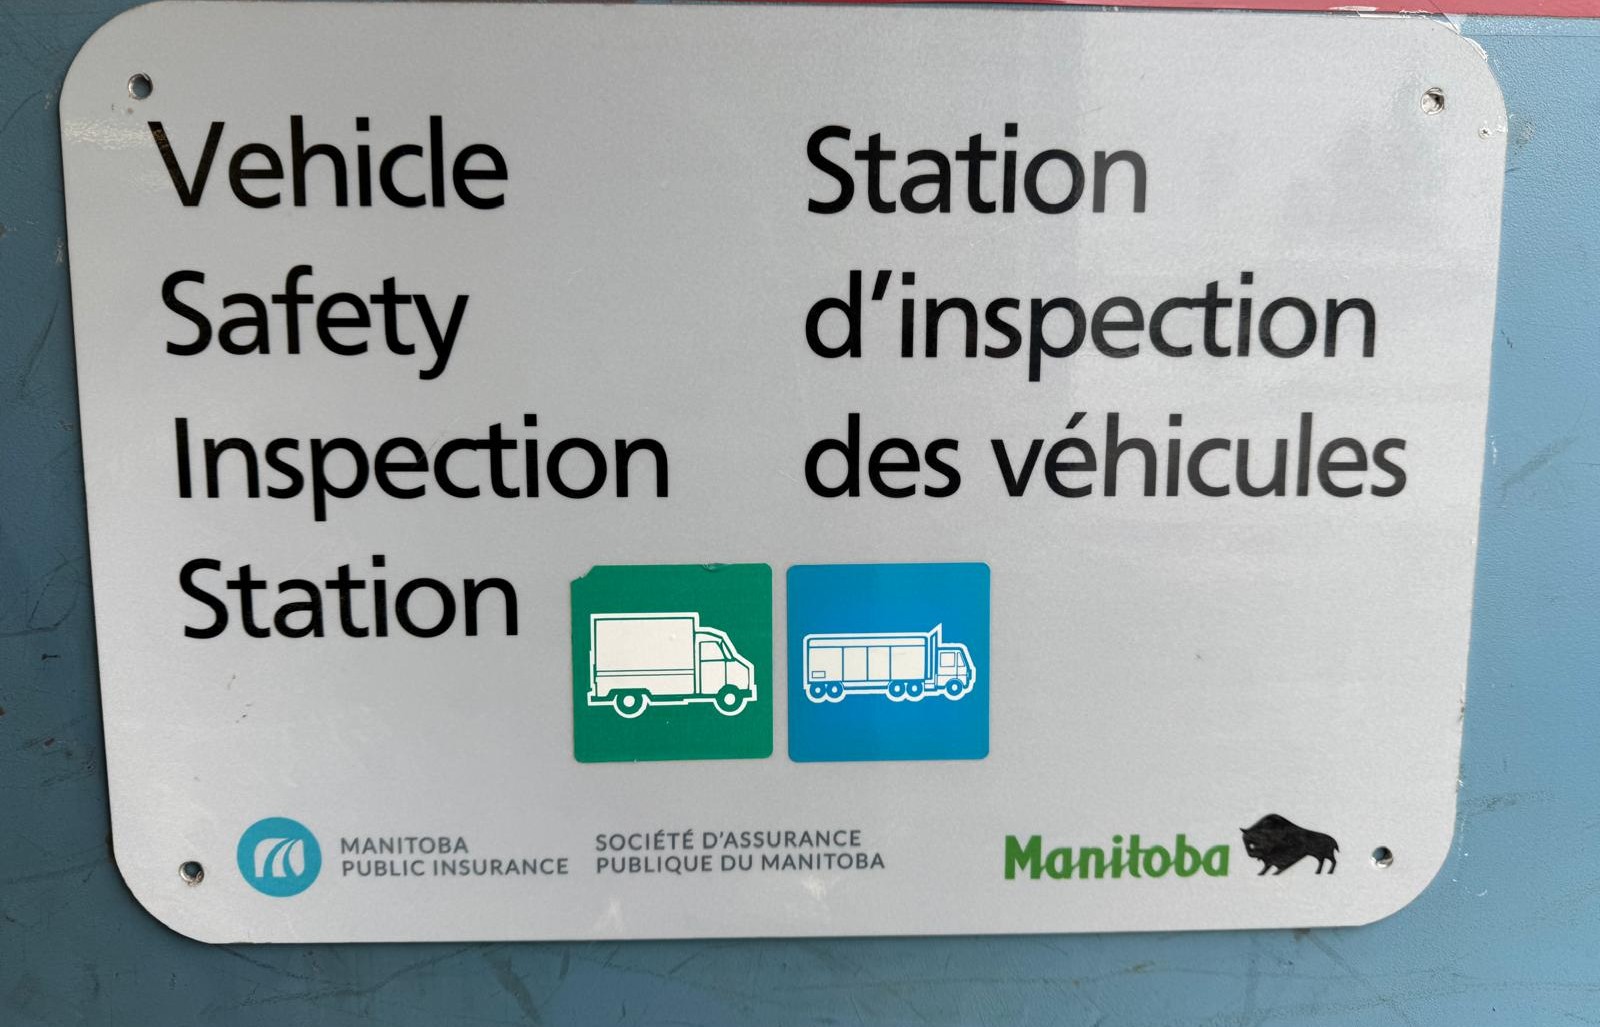 Vehicle
Safety
Inspection
Station
Station
d’inspection
des véhicules
MANITOBA
PUBLIC INSURANCE
SOCIÉTÉ D'ASSURANCE
PUBLIQUE DU MANITOBA
Manitoba